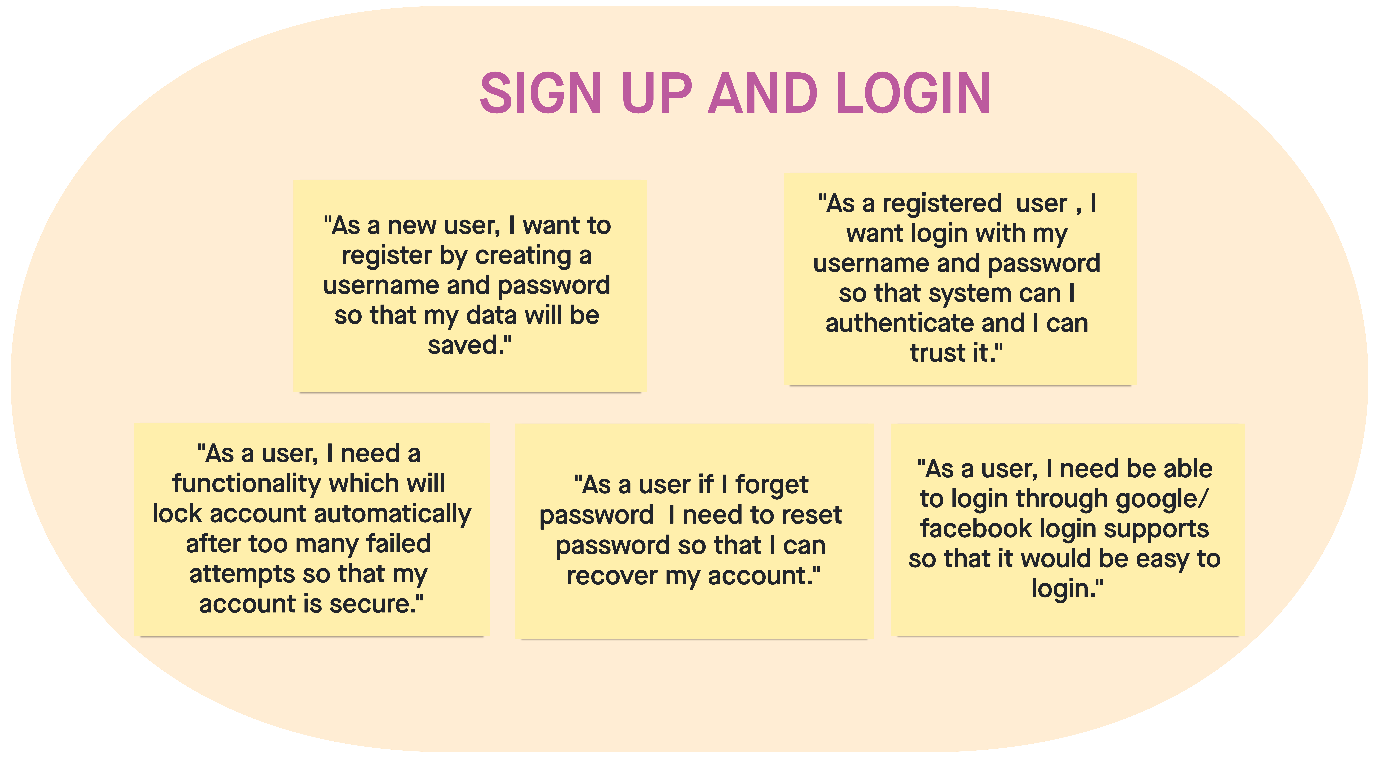 SIGN UP AND LOGIN
"As a new user, I want to
register by creating a
username and password
so that my data will be
saved."
"As a registered  user , I
want login with my
username and password
so that system can I
authenticate and I can
trust it."
"As a user, I need a
functionality which will
lock account automatically
after too many failed
attempts so that my
account is secure."
"As a user if I forget
password  I need to reset
password so that I can
recover my account."
"As a user, I need be able
to login through google/
facebook login supports
so that it would be easy to
login."